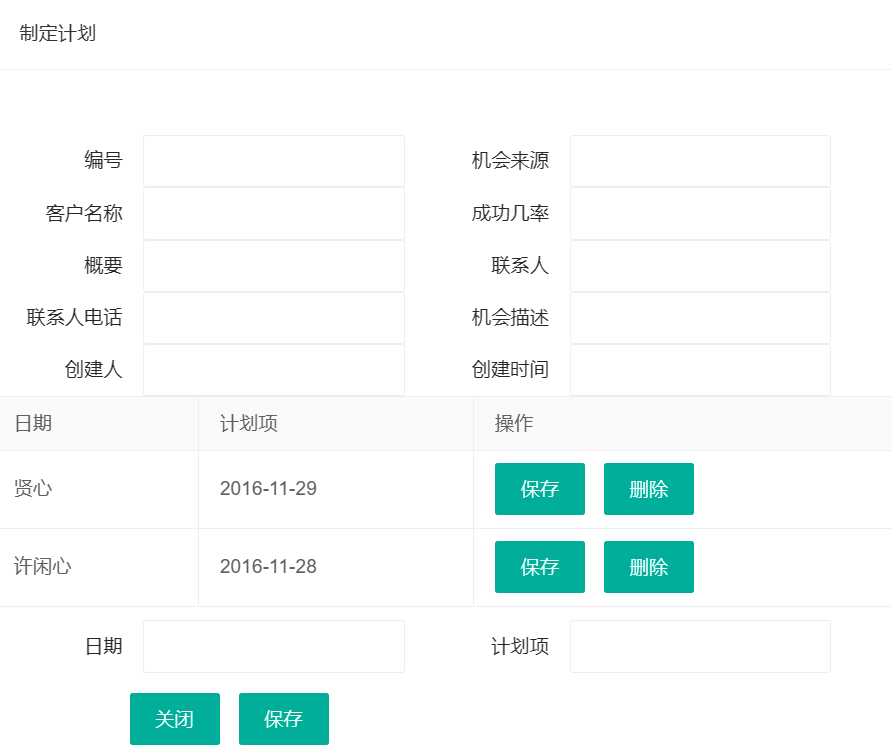 制定计划
编号 机会来源
客户名称 成功几率
概要 联系人
联系人电话 机会描述
创建人 创建时间
日期 计划项 操作
贤心 2016-11-29 保存 删除
许闲心 2016-11-28 保存 删除
日期 计划项
关闭 保存